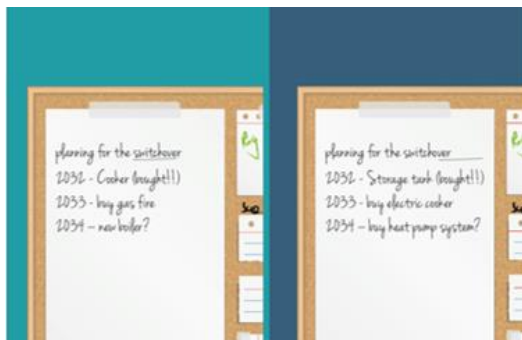 planning for the switchover
2032 - Cooker (bought!!)
2033 - buy gas fire
2034 – new boiler?
planning for the switchover
2032 - Storage tank (bought!!)
2033 - buy electric cooker
2034 – buy heat pump system?